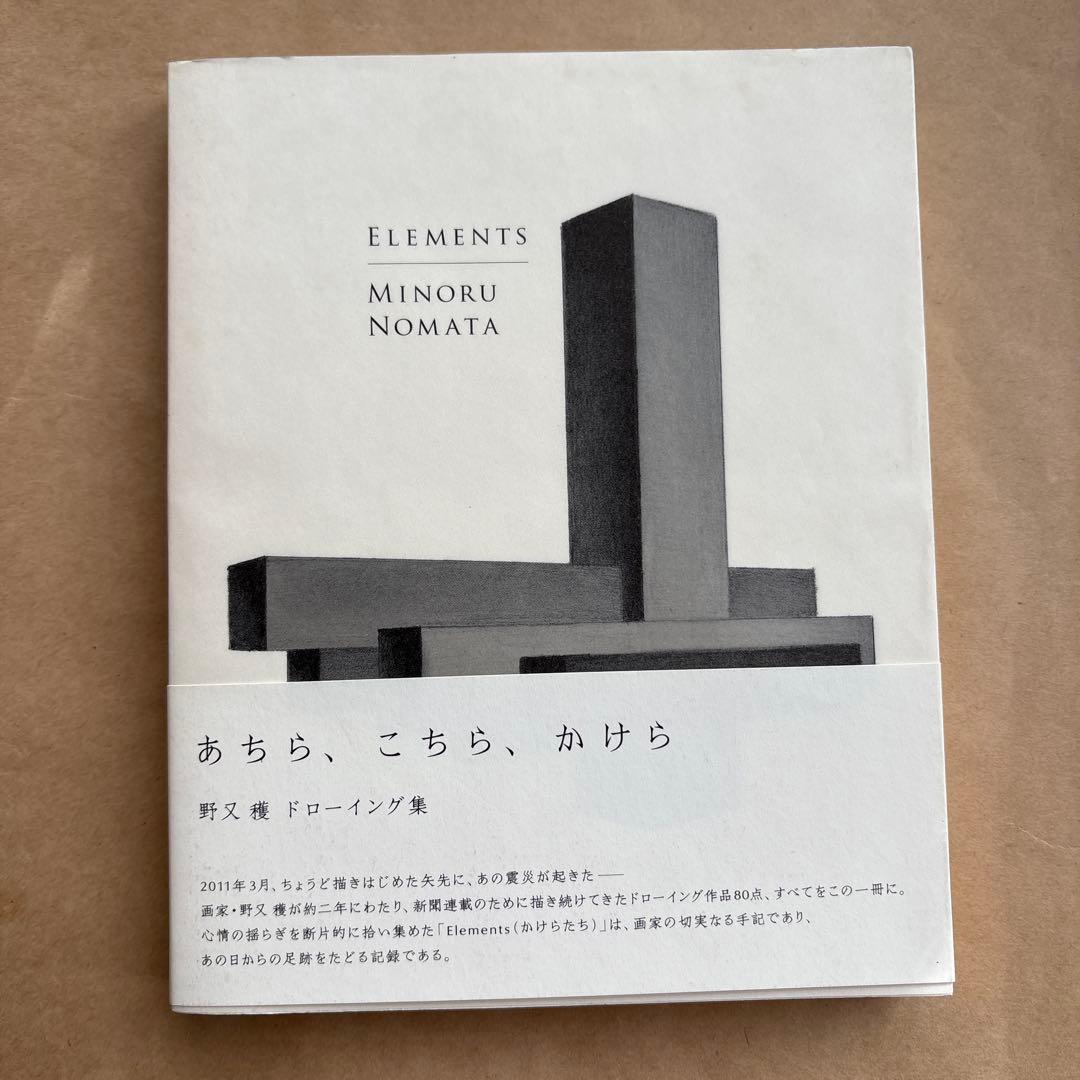 ELEMENTS
MINORU
NOMATA
あちら、こちら、かけら
野又 穫 ドローイング集
2011年3月、ちょうど描きはじめた矢先に、あの震災が起きた──
画家・野又 穫が約二年にわたり、新聞連載のために描き続けてきたドローイング作品80点、すべてをこの一冊に。
心情の揺らぎを断片的に拾い集めた「Elements(かけらたち)」は、画家の切実なる手記であり、
あの日からの足跡をたどる記録である。